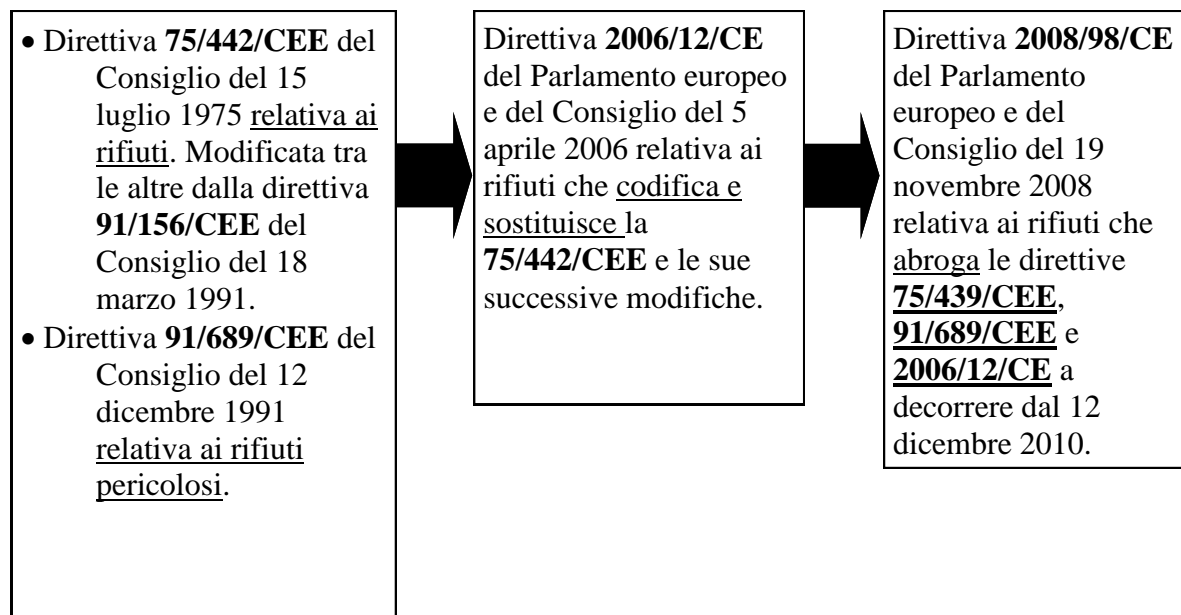 • Direttiva 75/442/CEE del
Consiglio del 15
luglio 1975 relativa ai
rifiuti. Modificata tra
le altre dalla direttiva
91/156/CEE del
Consiglio del 18
marzo 1991.
• Direttiva 91/689/CEE del
Consiglio del 12
dicembre 1991
relativa ai rifiuti
pericolosi.
Direttiva 2006/12/CE
del Parlamento europeo
e del Consiglio del 5
aprile 2006 relativa ai
rifiuti che codifica e
sostituisce la
75/442/CEE e le sue
successive modifiche.
Direttiva 2008/98/CE
del Parlamento
europeo e del
Consiglio del 19
novembre 2008
relativa ai rifiuti che
abroga le direttive
75/439/CEE,
91/689/CEE e
2006/12/CE a
decorrere dal 12
dicembre 2010.